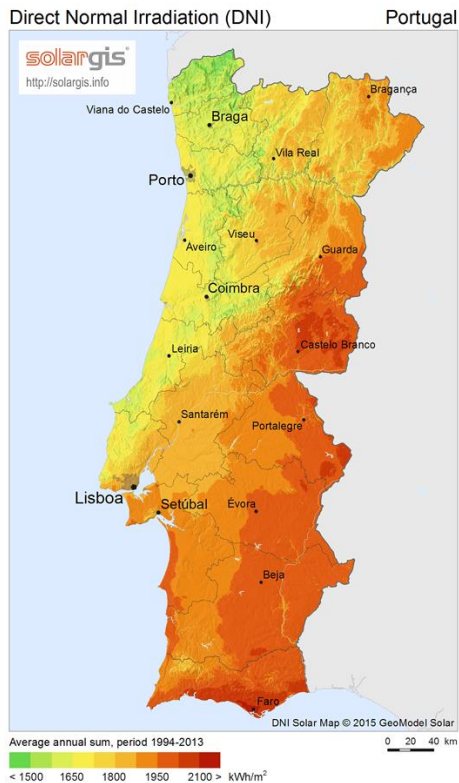 Direct Normal Irradiation (DNI) Portugal
solargis
http://solargis.info
Bragança
Viana do Castelo
Braga
Vila Real
Porto
Viseu
Aveiro
Guarda
Coimbra
Leiria
Castelo Branco
Santarém
Portalegre
Lisboa
Setúbal
Évora
Beja
Faro
DNI Solar Map © 2015 GeoModel Solar
Average annual sum, period 1994-2013
0 20 40 km
< 1500 1650 1800 1950 2100 > kWh/m²